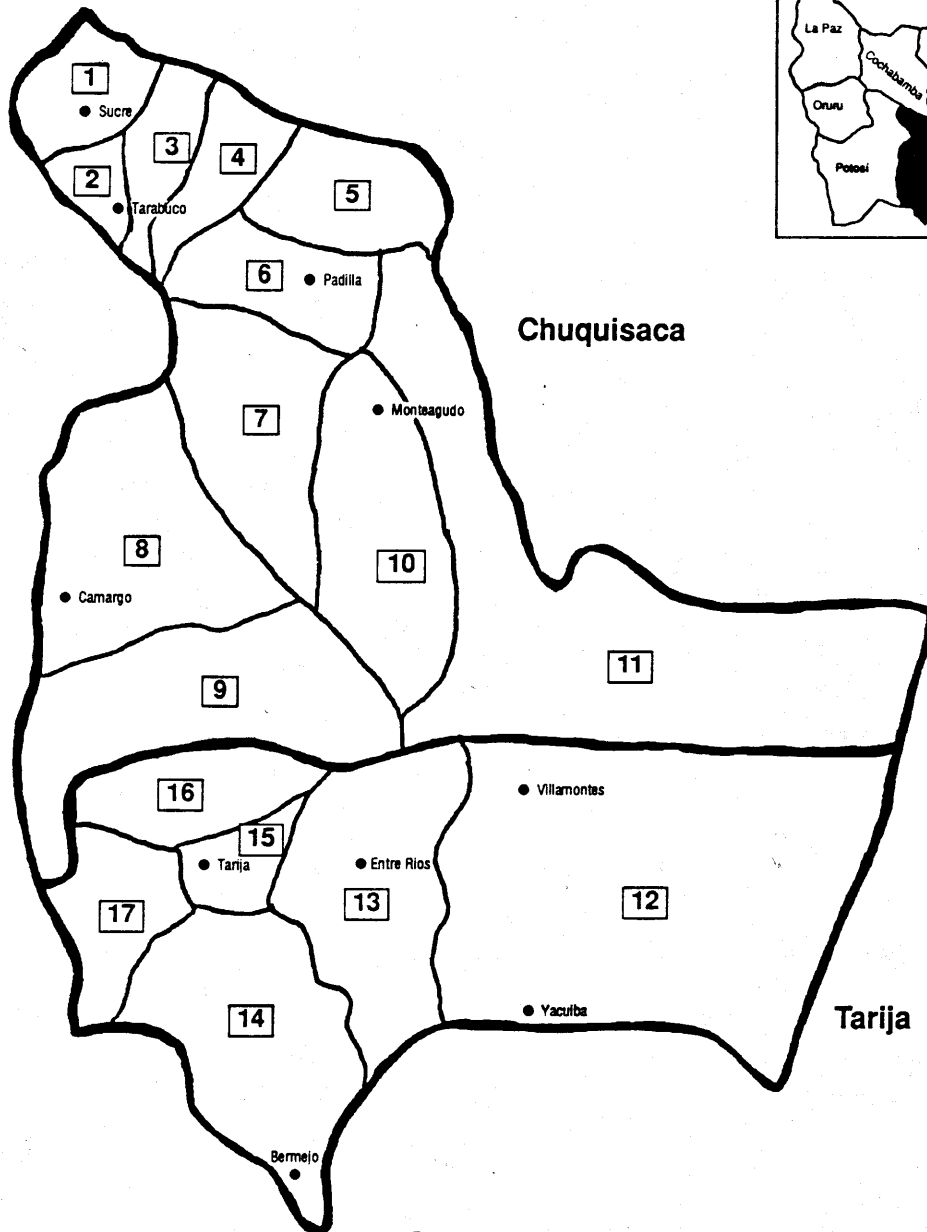 La Paz
Cochabamba
Oruru
Potosí
1
Sucre
2
Tarabuco
3
4
5
6
Padilla
Chuquisaca
7
Monteagudo
8
Camargo
10
9
11
16
Villamontes
15
Tarija
Entre Rios
13
12
17
14
Yacuiba
Tarija
Bermejo